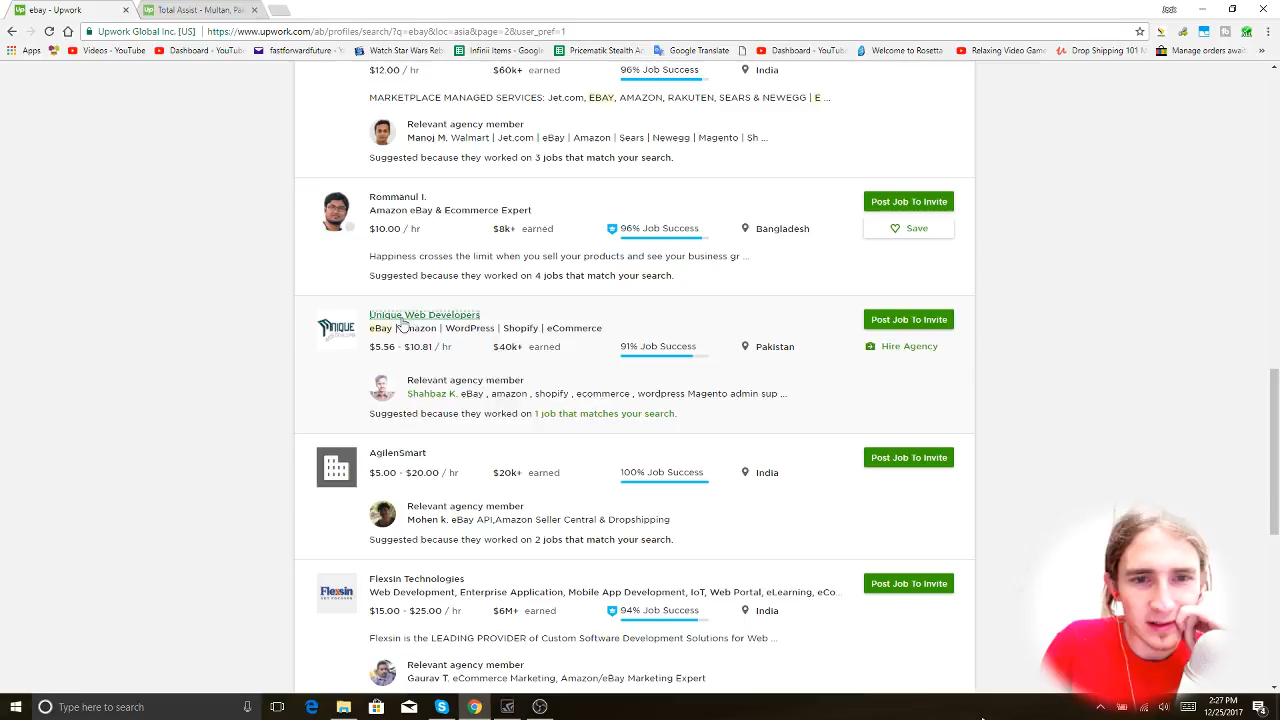 ebay - Upwork
Total Assist - Multan, Pak
Upwork Global Inc. [US]
https://www.upwork.com/ab/profiles/search/?q=ebay&loc=asia&page=2&user_pref=1
Apps
Videos - YouTube
Dashboard - YouTube
fastforwardfuture:
Watch Star Wars Reb
Infinii Items - Google
Pricematik Stealth Ac
Google Translate
Dashboard - YouTube
Welcome to Rosetta
Relaxing Video Game
Drop Shipping 101 M
Manage orders awai
$12.00 / hr
$60k+ earned
96% Job Success
India
MARKETPLACE MANAGED SERVICES: Jet.com, EBAY, AMAZON, RAKUTEN, SEARS & NEWEGG | E ...
Relevant agency member
Manoj M. Walmart | Jet.com | eBay | Amazon | Sears | Newegg | Magento | Sh ...
Suggested because they worked on 3 jobs that match your search.
Rommanul I.
Post Job To Invite
Amazon eBay & Ecommerce Expert
$10.00 / hr
$8k+ earned
96% Job Success
Bangladesh
Save
Happiness crosses the limit when you sell your products and see your business gr ...
Suggested because they worked on 4 jobs that match your search.
Unique Web Developers
Post Job To Invite
eBay | Amazon | WordPress | Shopify | eCommerce
$5.56 - $10.81 / hr
$40k+ earned
91% Job Success
Pakistan
Hire Agency
Relevant agency member
Shahbaz K. eBay , amazon , shopify , ecommerce , wordpress Magento admin sup ...
Suggested because they worked on 1 job that matches your search.
AgilenSmart
Post Job To Invite
$5.00 - $20.00 / hr
$20k+ earned
100% Job Success
India
Relevant agency member
Mohen k. eBay API,Amazon Seller Central & Dropshipping
Suggested because they worked on 2 jobs that match your search.
Flexsin
Flexsin Technologies
Post Job To Invite
Web Development, Enterprise Application, Mobile App Development, IoT, Web Portal, eLearning, eCo...
$15.00 - $25.00 / hr
$6M+ earned
94% Job Success
India
Flexsin is the LEADING PROVIDER of Custom Software Development Solutions for Web ...
Relevant agency member
Gaurav T. eCommerce Marketing, Amazon/eBay Marketing Expert
Type here to search
2:27 PM
12/25/2017